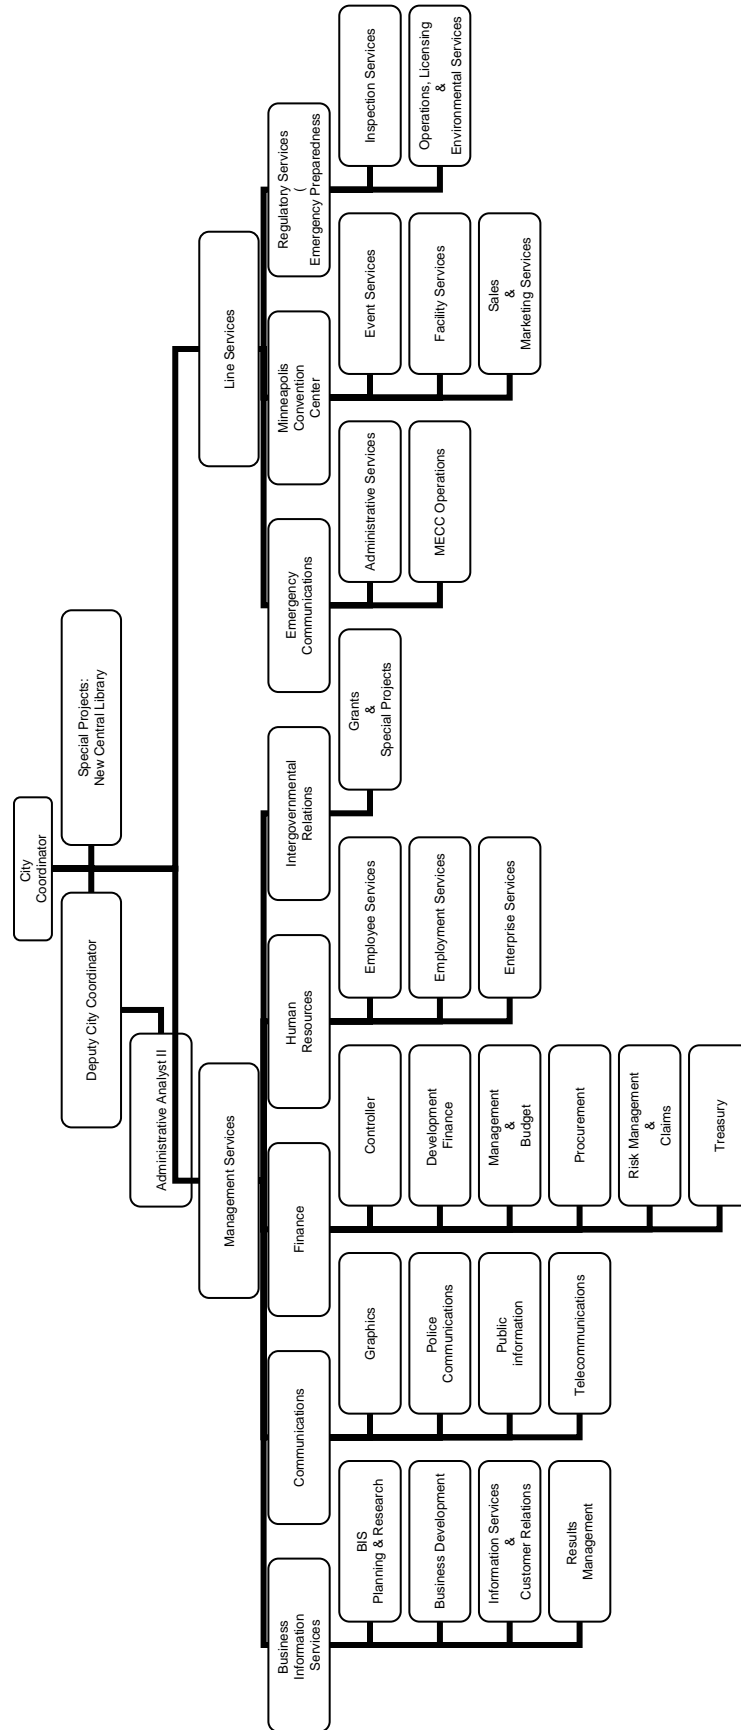 City
Coordinator
Deputy City Coordinator
Special Projects:
New Central Library
Administrative Analyst II
Management Services
Line Services
Business
Information
Services
Communications
Finance
Human
Resources
Intergovernmental
Relations
Emergency
Communications
Minneapolis
Convention
Center
Regulatory Services
(
Emergency Preparedness
BIS
Planning & Research
Business Development
Information Services
&
Customer Relations
Results
Management
Graphics
Police
Communications
Public
information
Telecommunications
Controller
Development
Finance
Management
&
Budget
Procurement
Risk Management
&
Claims
Treasury
Employee Services
Employment Services
Enterprise Services
Grants
&
Special Projects
Administrative Services
MECC Operations
Event Services
Facility Services
Sales
&
Marketing Services
Inspection Services
Operations, Licensing
&
Environmental Services